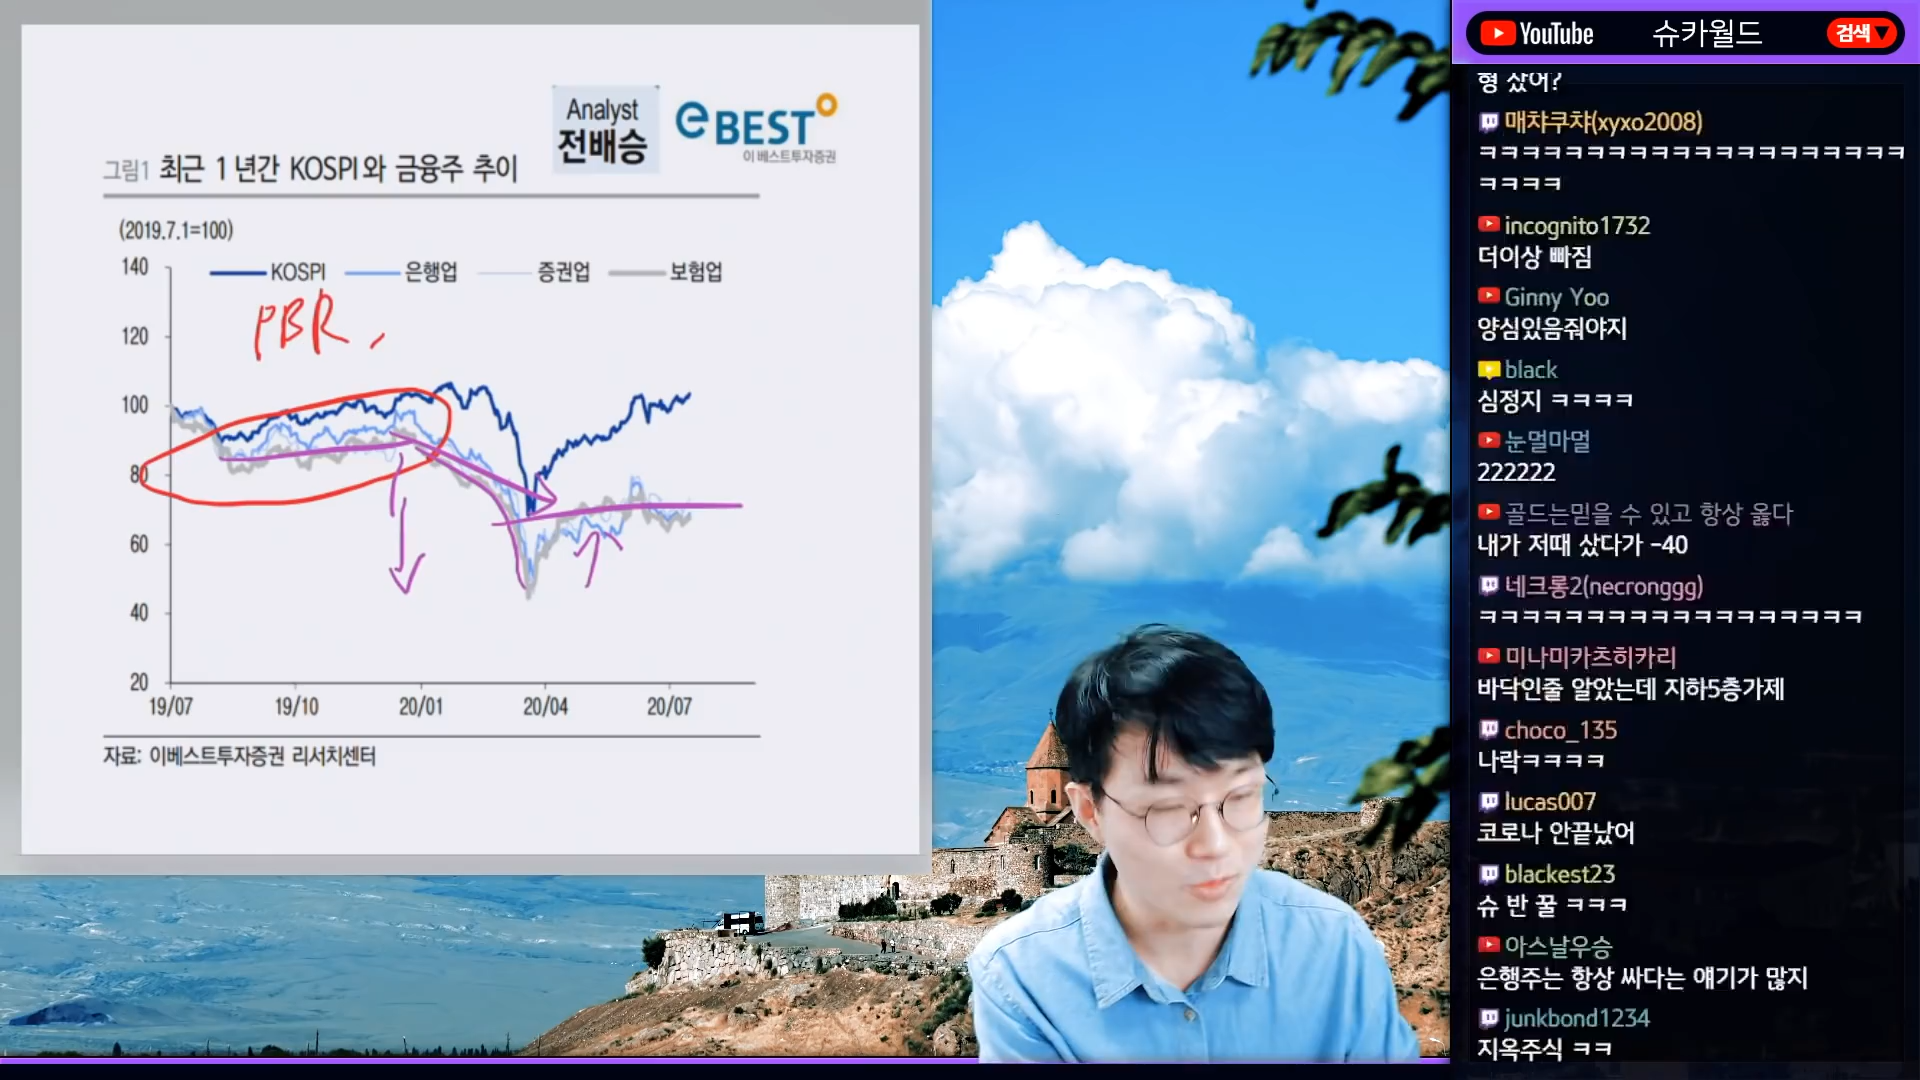 Analyst
전배승
eBEST
이베스트투자증권
그림1 최근 1년간 KOSPI와 금융주 추이
(2019.7.1=100)
KOSPI 은행업 증권업 보험업
PBR,
140
120
100
80
60
40
20
19/07 19/10 20/01 20/04 20/07
자료: 이베스트투자증권 리서치센터
YouTube 슈카월드 검색▼
형 샀어?
매챠쿠챠(xyxo2008)
ㅋㅋㅋㅋㅋㅋㅋㅋㅋㅋㅋㅋㅋㅋㅋㅋㅋㅋㅋㅋ
ㅋㅋㅋㅋ
incognito1732
더이상 빠짐
Ginny Yoo
양심있음줘야지
black
심정지 ㅋㅋㅋㅋ
눈멀마멀
222222
골드는믿을 수 있고 항상 옳다
내가 저때 샀다가 -40
네크롱2(necronggg)
ㅋㅋㅋㅋㅋㅋㅋㅋㅋㅋㅋㅋㅋㅋㅋㅋㅋㅋ
미나미카츠히카리
바닥인줄 알았는데 지하5층가제
choco_135
나락ㅋㅋㅋㅋ
lucas007
코로나 안끝났어
blackest23
슈 반 꿀 ㅋㅋㅋ
아스날우승
은행주는 항상 싸다는 얘기가 많지
junkbond1234
지옥주식 ㅋㅋ